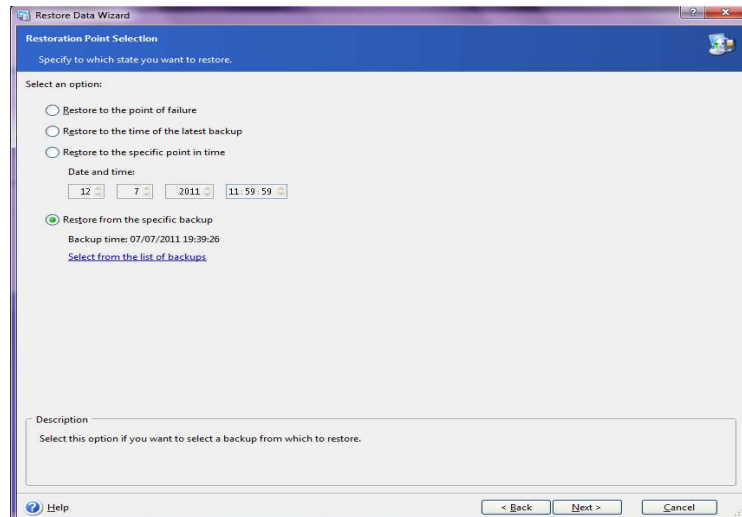 Restore Data Wizard
Restoration Point Selection
Specify to which state you want to restore.
Select an option:
Restore to the point of failure
Restore to the time of the latest backup
Restore to the specific point in time
Date and time:
12 7 2011 11:59:59
Restore from the specific backup
Backup time: 07/07/2011 19:39:26
Select from the list of backups
Description
Select this option if you want to select a backup from which to restore.
? Help < Back Next > Cancel